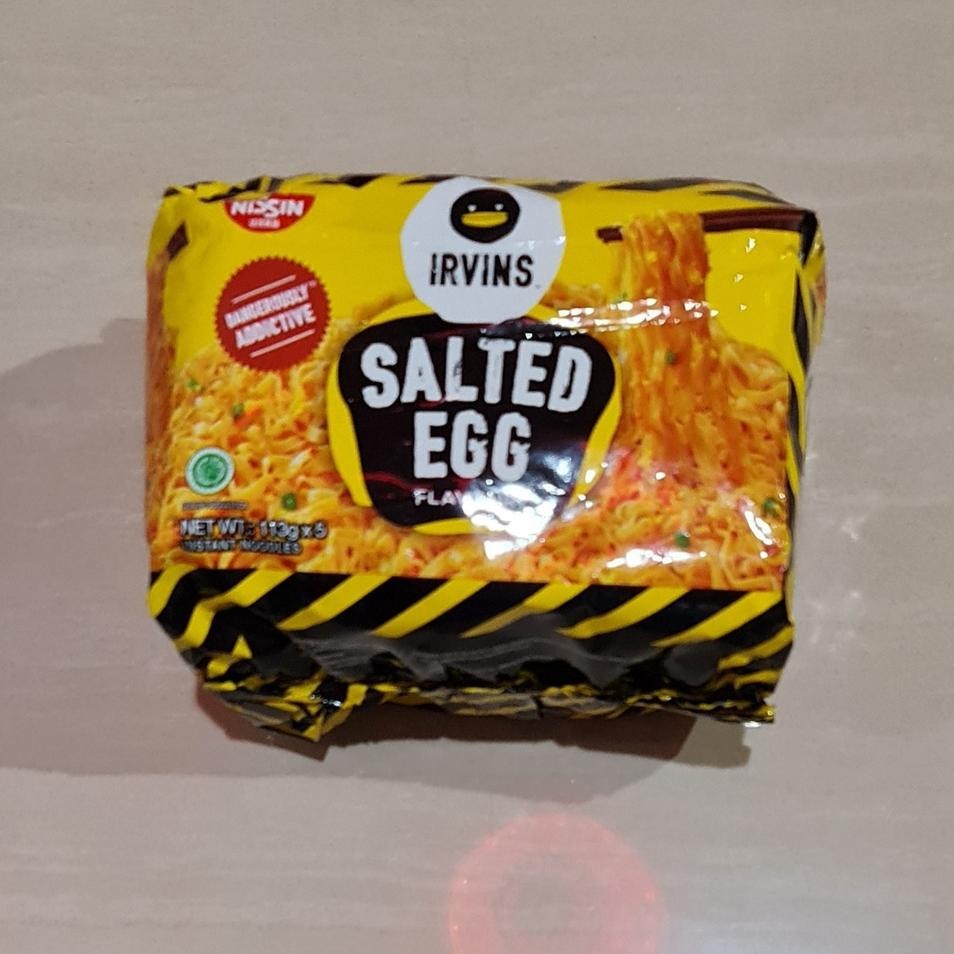 NISSIN
IRVINS
DANGEROUSLY
ADDICTIVE
SALTED
EGG
NET WT.: 113g x 5
INSTANT NOODLES